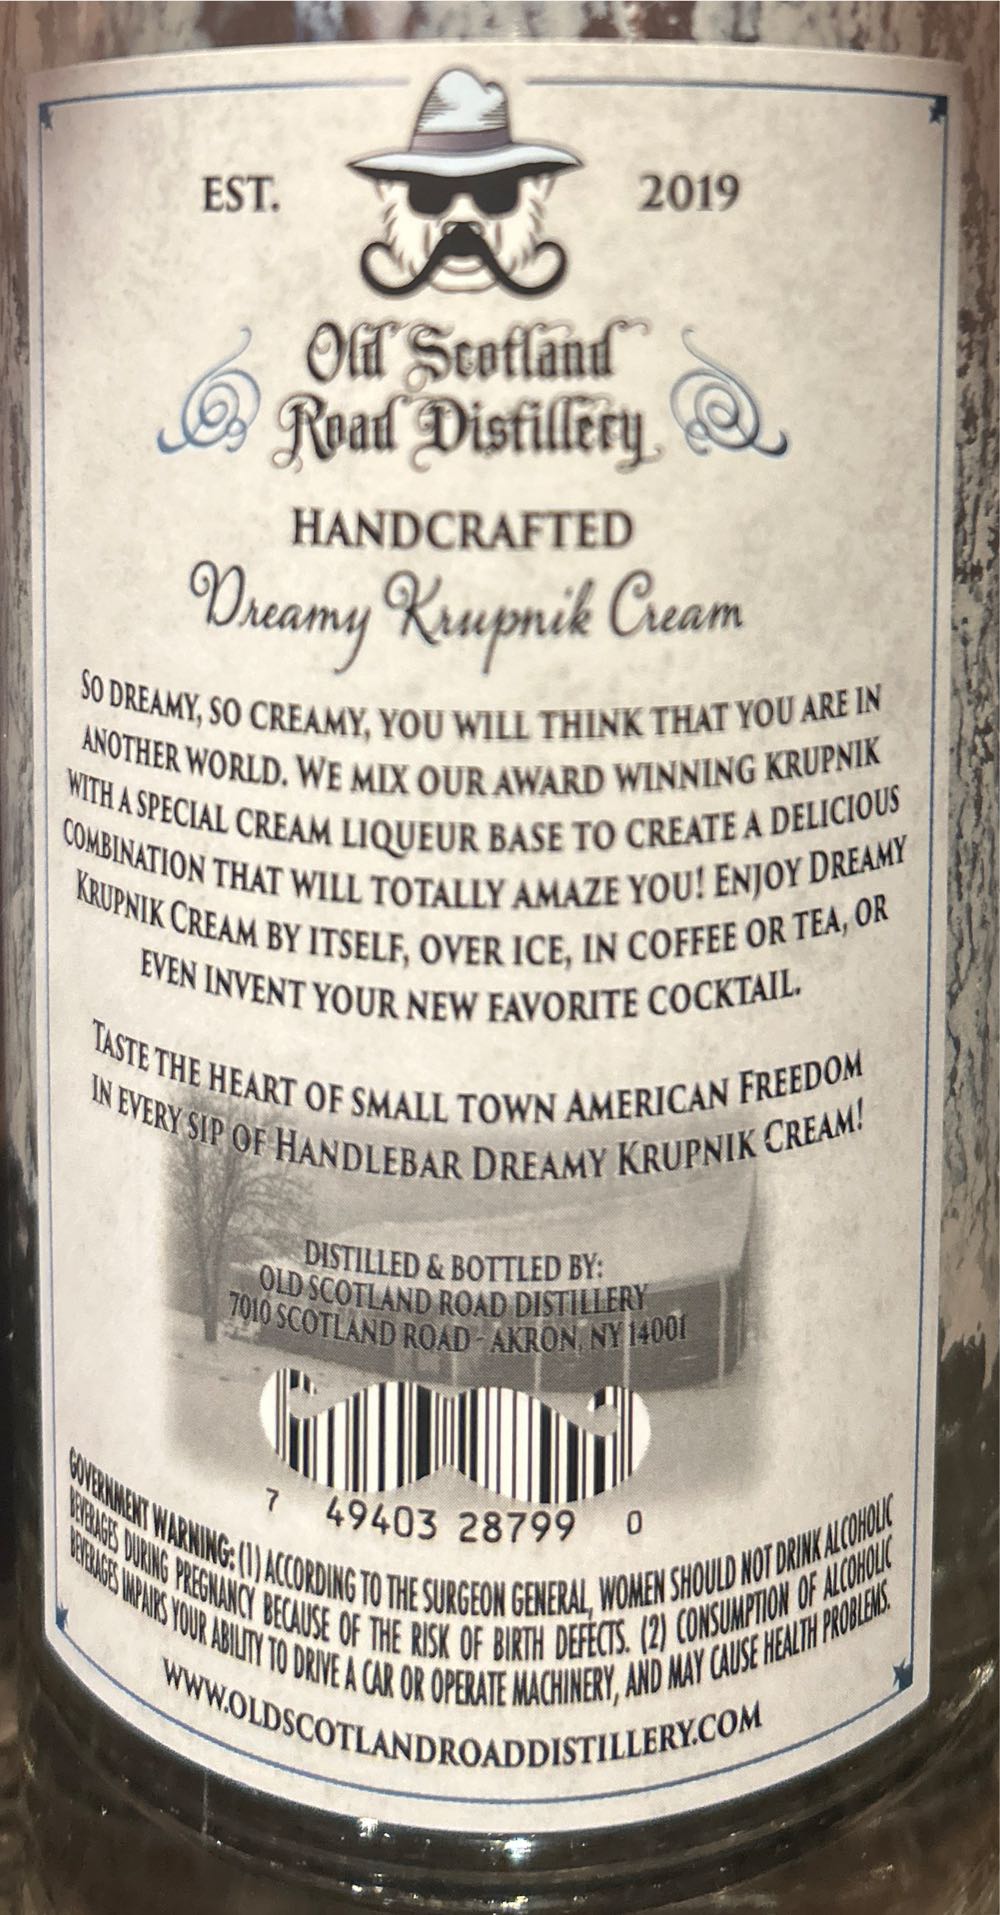 EST. 2019
Old Scotland
Road Distillery
HANDCRAFTED
Dreamy Krupnik Cream
SO DREAMY, SO CREAMY, YOU WILL THINK THAT YOU ARE IN
ANOTHER WORLD. WE MIX OUR AWARD WINNING KRUPNIK
WITH A SPECIAL CREAM LIQUEUR BASE TO CREATE A DELICIOUS
COMBINATION THAT WILL TOTALLY AMAZE YOU! ENJOY DREAMY
KRUPNIK CREAM BY ITSELF, OVER ICE, IN COFFEE OR TEA, OR
EVEN INVENT YOUR NEW FAVORITE COCKTAIL.
TASTE THE HEART OF SMALL TOWN AMERICAN FREEDOM
IN EVERY SIP OF HANDLEBAR DREAMY KRUPNIK CREAM!
DISTILLED & BOTTLED BY:
OLD SCOTLAND ROAD DISTILLERY
7010 SCOTLAND ROAD - AKRON, NY 14001
7 49403 28799 0
GOVERNMENT WARNING: (1) ACCORDING TO THE SURGEON GENERAL, WOMEN SHOULD NOT DRINK ALCOHOLIC
BEVERAGES DURING PREGNANCY BECAUSE OF THE RISK OF BIRTH DEFECTS. (2) CONSUMPTION OF ALCOHOLIC
BEVERAGES IMPAIRS YOUR ABILITY TO DRIVE A CAR OR OPERATE MACHINERY, AND MAY CAUSE HEALTH PROBLEMS.
WWW.OLDSCOTLANDROADDISTILLERY.COM